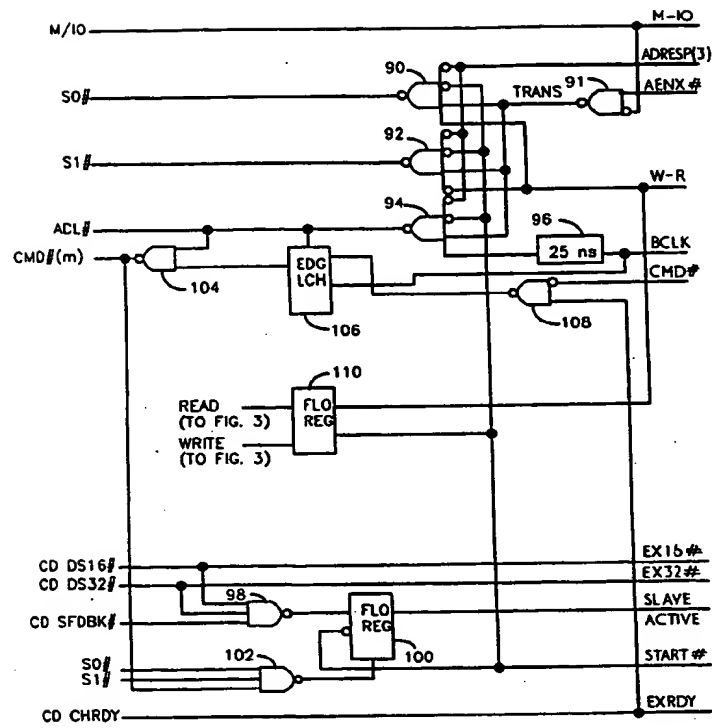 M/IO
M-IO
ADRESP(3)
90
91
S0#
TRANS
AENX#
92
S1#
W-R
94
96
ADL#
25 ns
BCLK
CMD#(m)
EDG
LCH
CMD#
104
106
108
110
READ
(TO FIG. 3)
FLO
REG
WRITE
(TO FIG. 3)
CD DS16#
EX16#
CD DS32#
EX32#
98
FLO
REG
SLAVE
ACTIVE
CD SFDBK#
100
102
S0#
S1#
START#
CD CHRDY
EXRDY